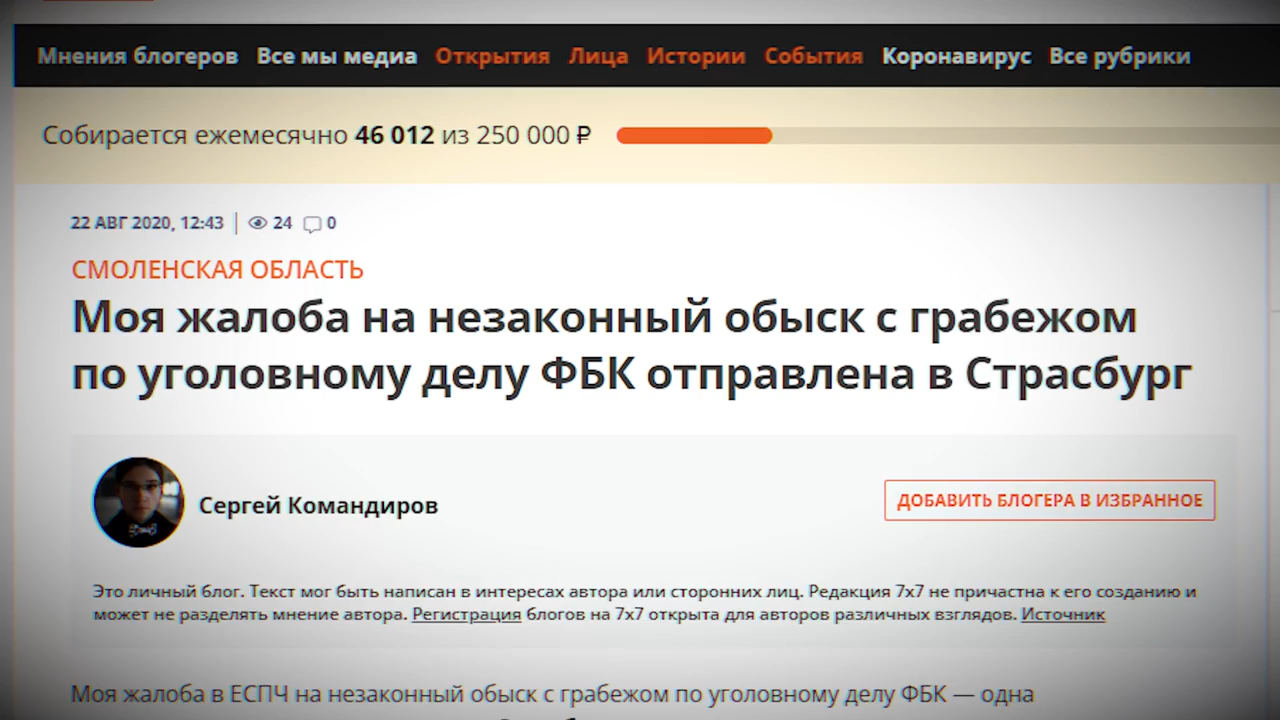 Мнения блогеров Все мы медиа Открытия Лица Истории События Коронавирус Все рубрики
Собирается ежемесячно 46 012 из 250 000 ₽
22 АВГ 2020, 12:43 24 0
СМОЛЕНСКАЯ ОБЛАСТЬ
Моя жалоба на незаконный обыск с грабежом
по уголовному делу ФБК отправлена в Страсбург
Сергей Командиров
ДОБАВИТЬ БЛОГЕРА В ИЗБРАННОЕ
Это личный блог. Текст мог быть написан в интересах автора или сторонних лиц. Редакция 7x7 не причастна к его созданию и
может не разделять мнение автора. Регистрация блогов на 7x7 открыта для авторов различных взглядов. Источник
Моя жалоба в ЕСПЧ на незаконный обыск с грабежом по уголовному делу ФБК — одна